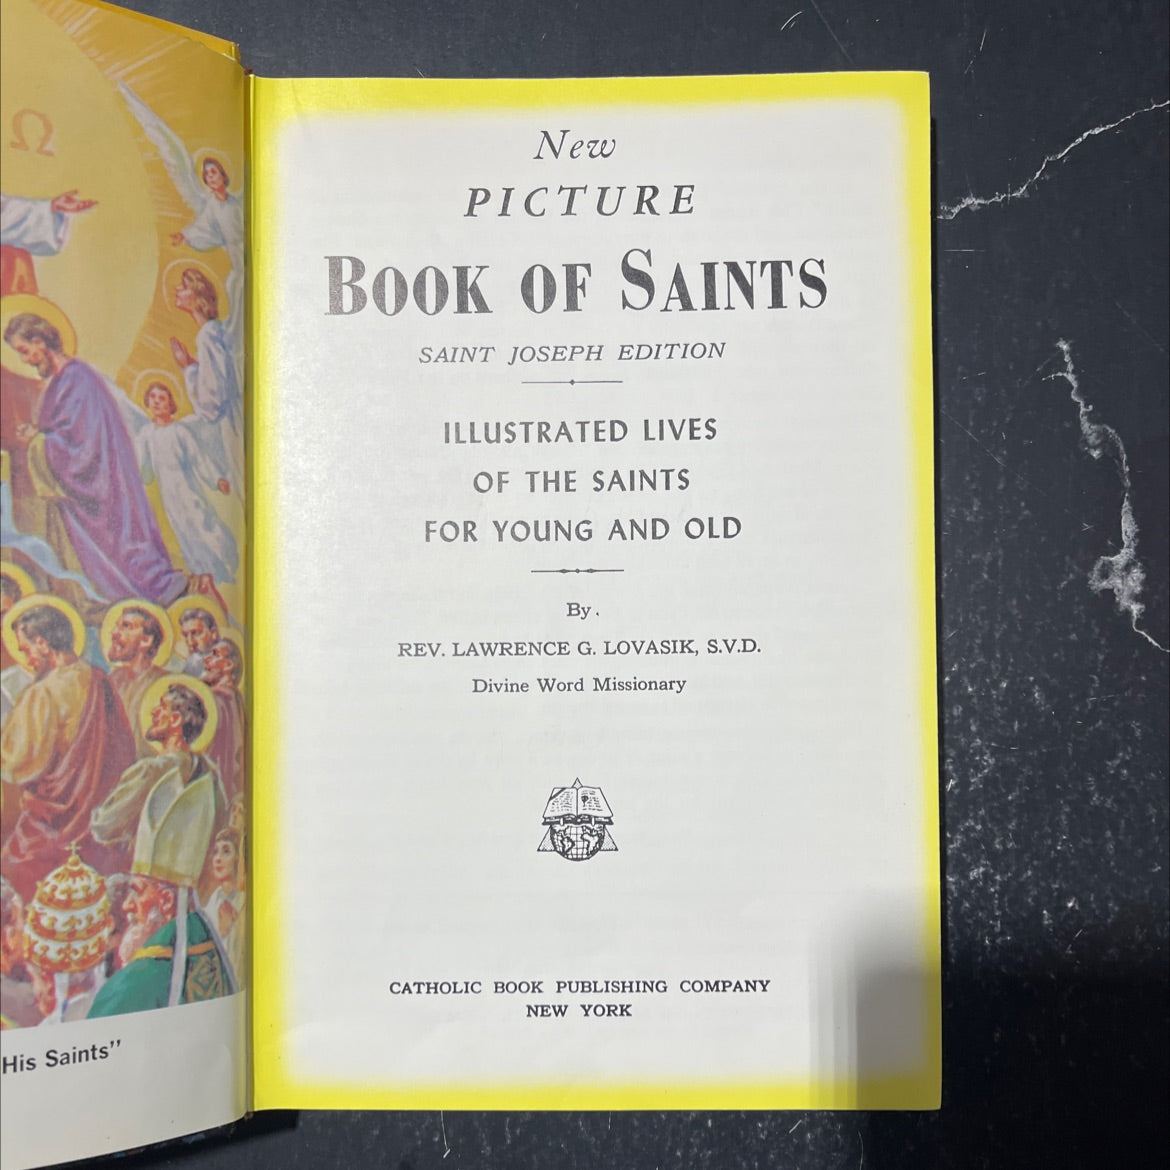 Ω
His Saints"
New
PICTURE
BOOK OF SAINTS
SAINT JOSEPH EDITION
ILLUSTRATED LIVES
OF THE SAINTS
FOR YOUNG AND OLD
By.
REV. LAWRENCE G. LOVASIK, S.V.D.
Divine Word Missionary
CATHOLIC BOOK PUBLISHING COMPANY
NEW YORK